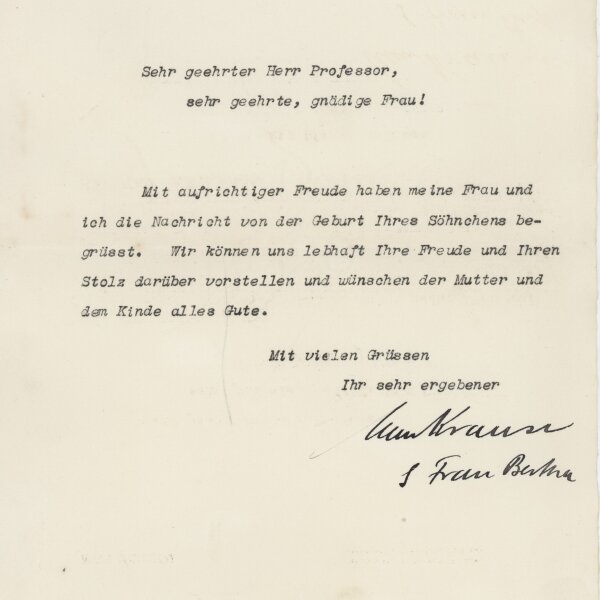 Sehr geehrter Herr Professor,
sehr geehrte, gnädige Frau!
Mit aufrichtiger Freude haben meine Frau und
ich die Nachricht von der Geburt Ihres Söhnchens be-
grüsst. Wir können uns lebhaft Ihre Freude und Ihren
Stolz darüber vorstellen und wünschen der Mutter und
dem Kinde alles Gute.
Mit vielen Grüssen
Ihr sehr ergebener
Krause
Frau